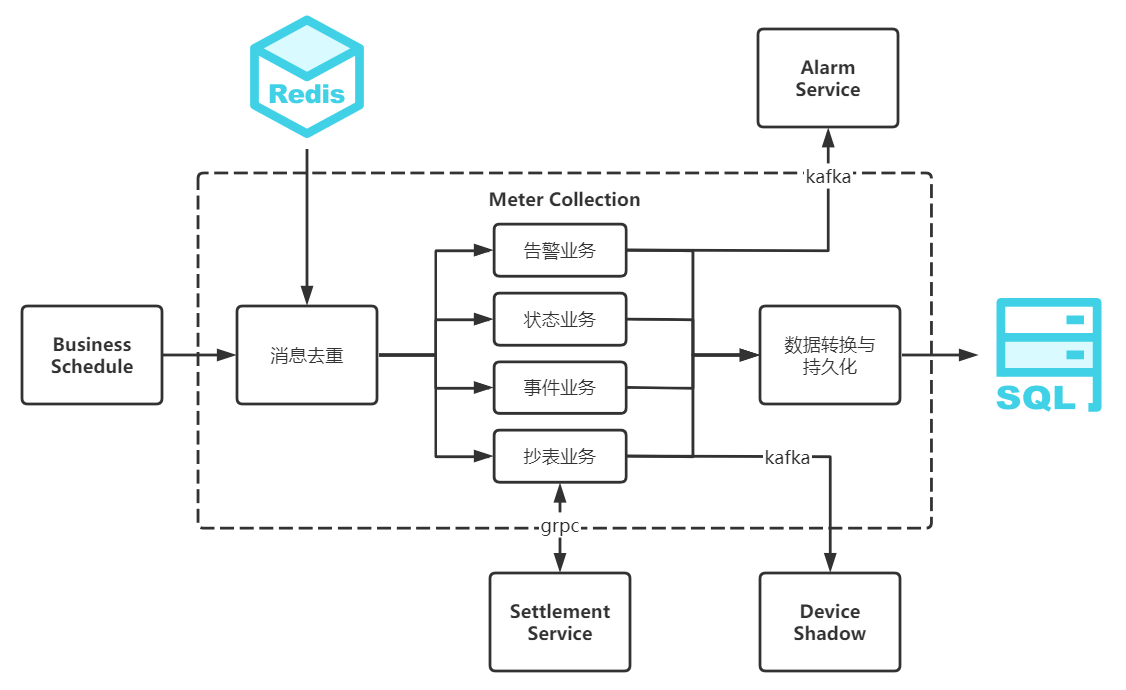 Redis
Alarm
Service
kafka
Meter Collection
告警业务
Business
Schedule
消息去重
状态业务
事件业务
抄表业务
数据转换与
持久化
SQL
kafka
grpc
Settlement
Service
Device
Shadow